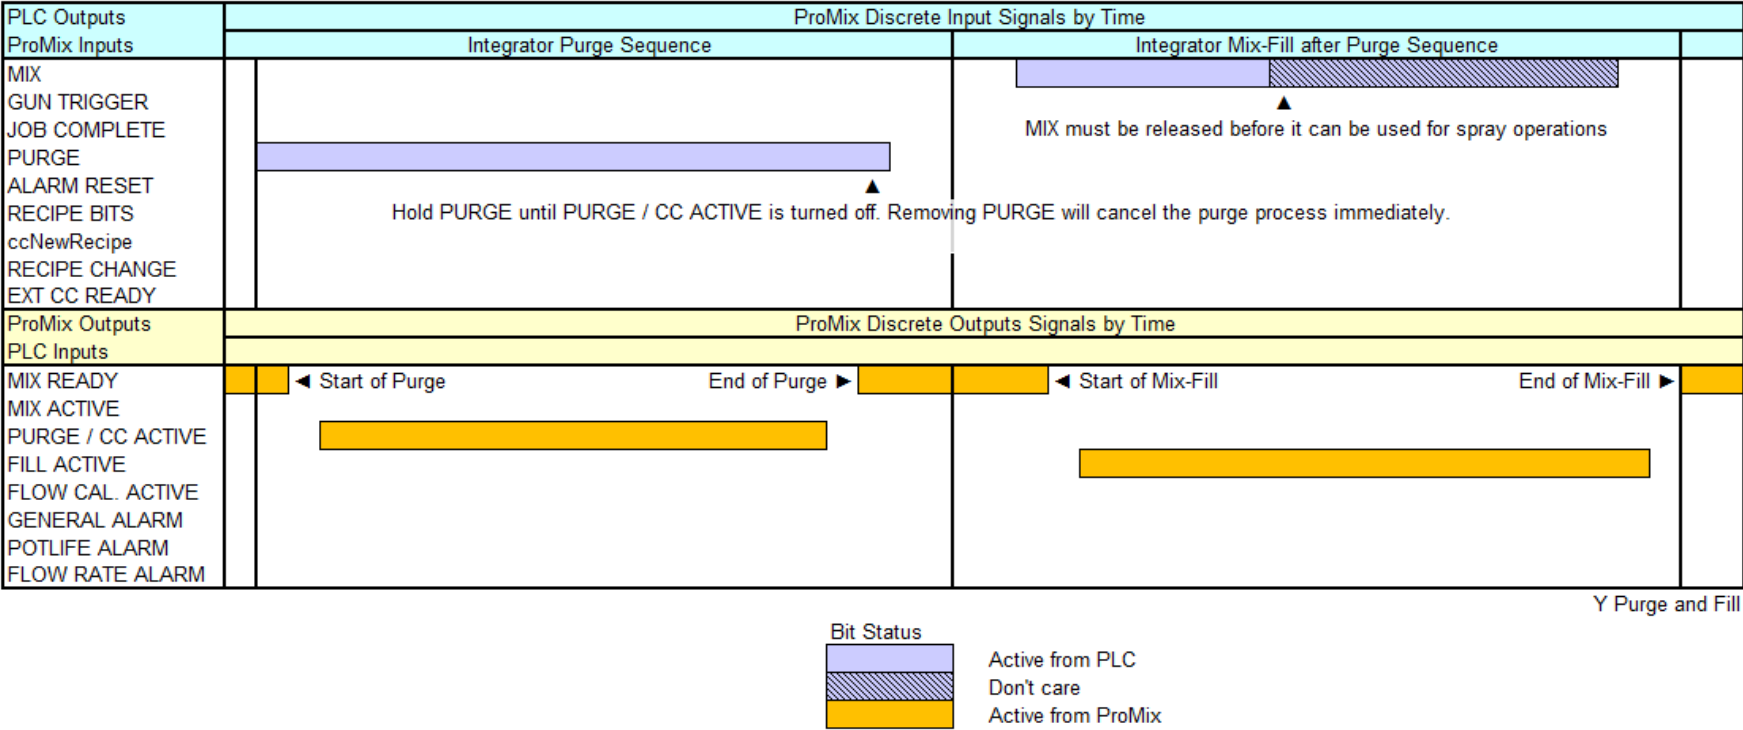 PLC Outputs
ProMix Discrete Input Signals by Time
ProMix Inputs
Integrator Purge Sequence
Integrator Mix-Fill after Purge Sequence
MIX
GUN TRIGGER
JOB COMPLETE
MIX must be released before it can be used for spray operations
PURGE
ALARM RESET
RECIPE BITS
Hold PURGE until PURGE / CC ACTIVE is turned off. Removing PURGE will cancel the purge process immediately.
ccNewRecipe
RECIPE CHANGE
EXT CC READY
ProMix Outputs
ProMix Discrete Outputs Signals by Time
PLC Inputs
MIX READY
◄ Start of Purge
End of Purge ►
◄ Start of Mix-Fill
End of Mix-Fill ►
MIX ACTIVE
PURGE / CC ACTIVE
FILL ACTIVE
FLOW CAL. ACTIVE
GENERAL ALARM
POTLIFE ALARM
FLOW RATE ALARM
Y Purge and Fill
Bit Status
Active from PLC
Don't care
Active from ProMix